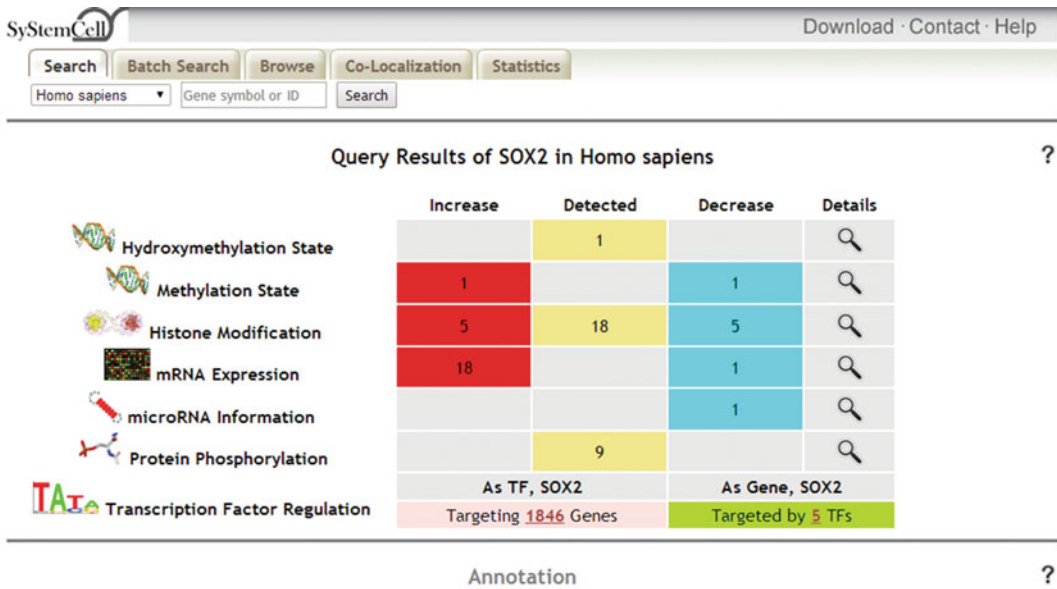 SyStemCell
Download · Contact · Help
Search Batch Search Browse Co-Localization Statistics
Homo sapiens Gene symbol or ID Search
Query Results of SOX2 in Homo sapiens ?
Increase Detected Decrease Details
Hydroxymethylation State 1
Methylation State 1 1
Histone Modification 5 18 5
mRNA Expression 18 1
microRNA Information 1
Protein Phosphorylation 9
As TF, SOX2 As Gene, SOX2
TATA Transcription Factor Regulation Targeting 1846 Genes Targeted by 5 TFs
Annotation ?